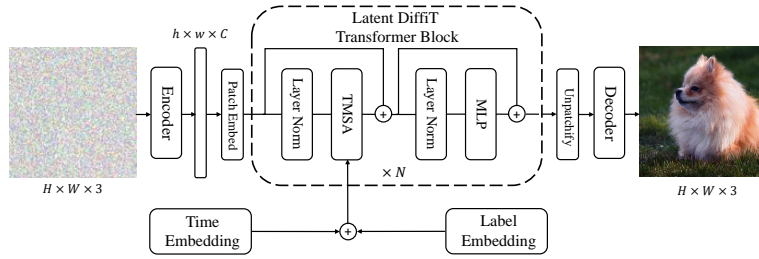 Latent DiffiT
Transformer Block
h × w × C
Encoder
Patch Embed
Layer Norm
TMSA
+
Layer Norm
MLP
+
Unpatchify
Decoder
H × W × 3
× N
H × W × 3
Time
Embedding
+
Label
Embedding